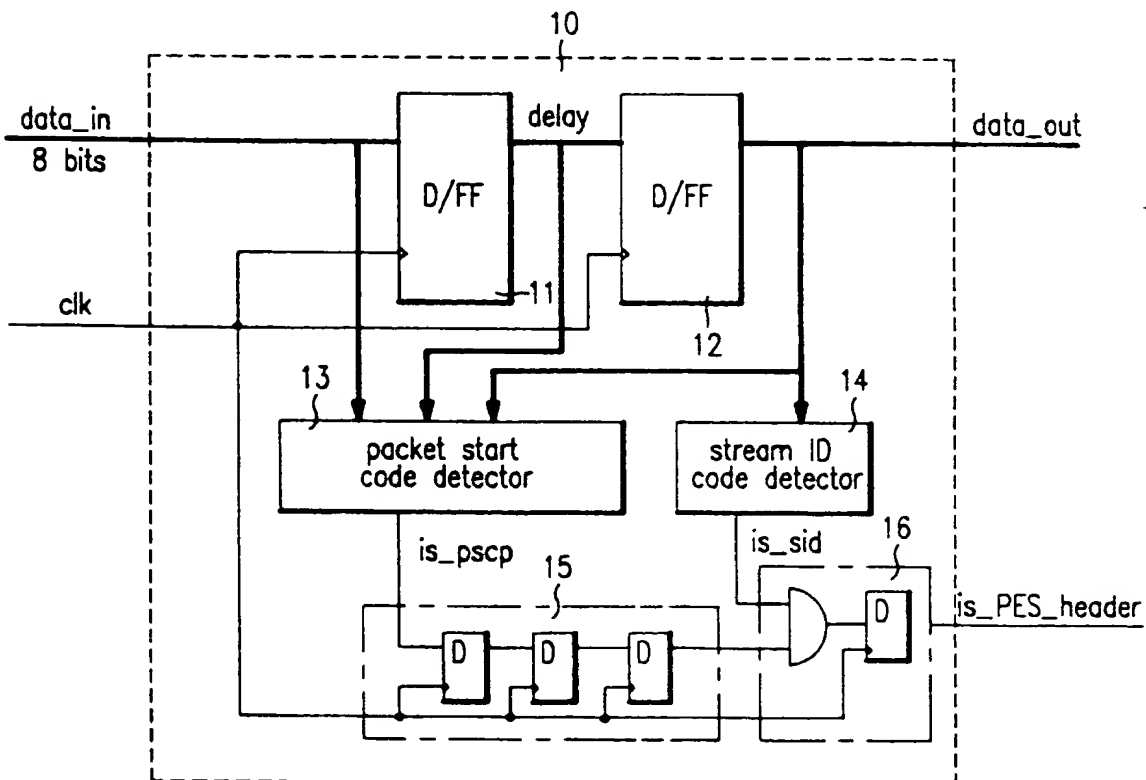 10
data_in
8 bits
delay
data_out
D/FF
D/FF
clk
11
12
13
14
packet start
code detector
stream ID
code detector
is_pscp
is_sid
15
16
is_PES_header
D
D
D
D